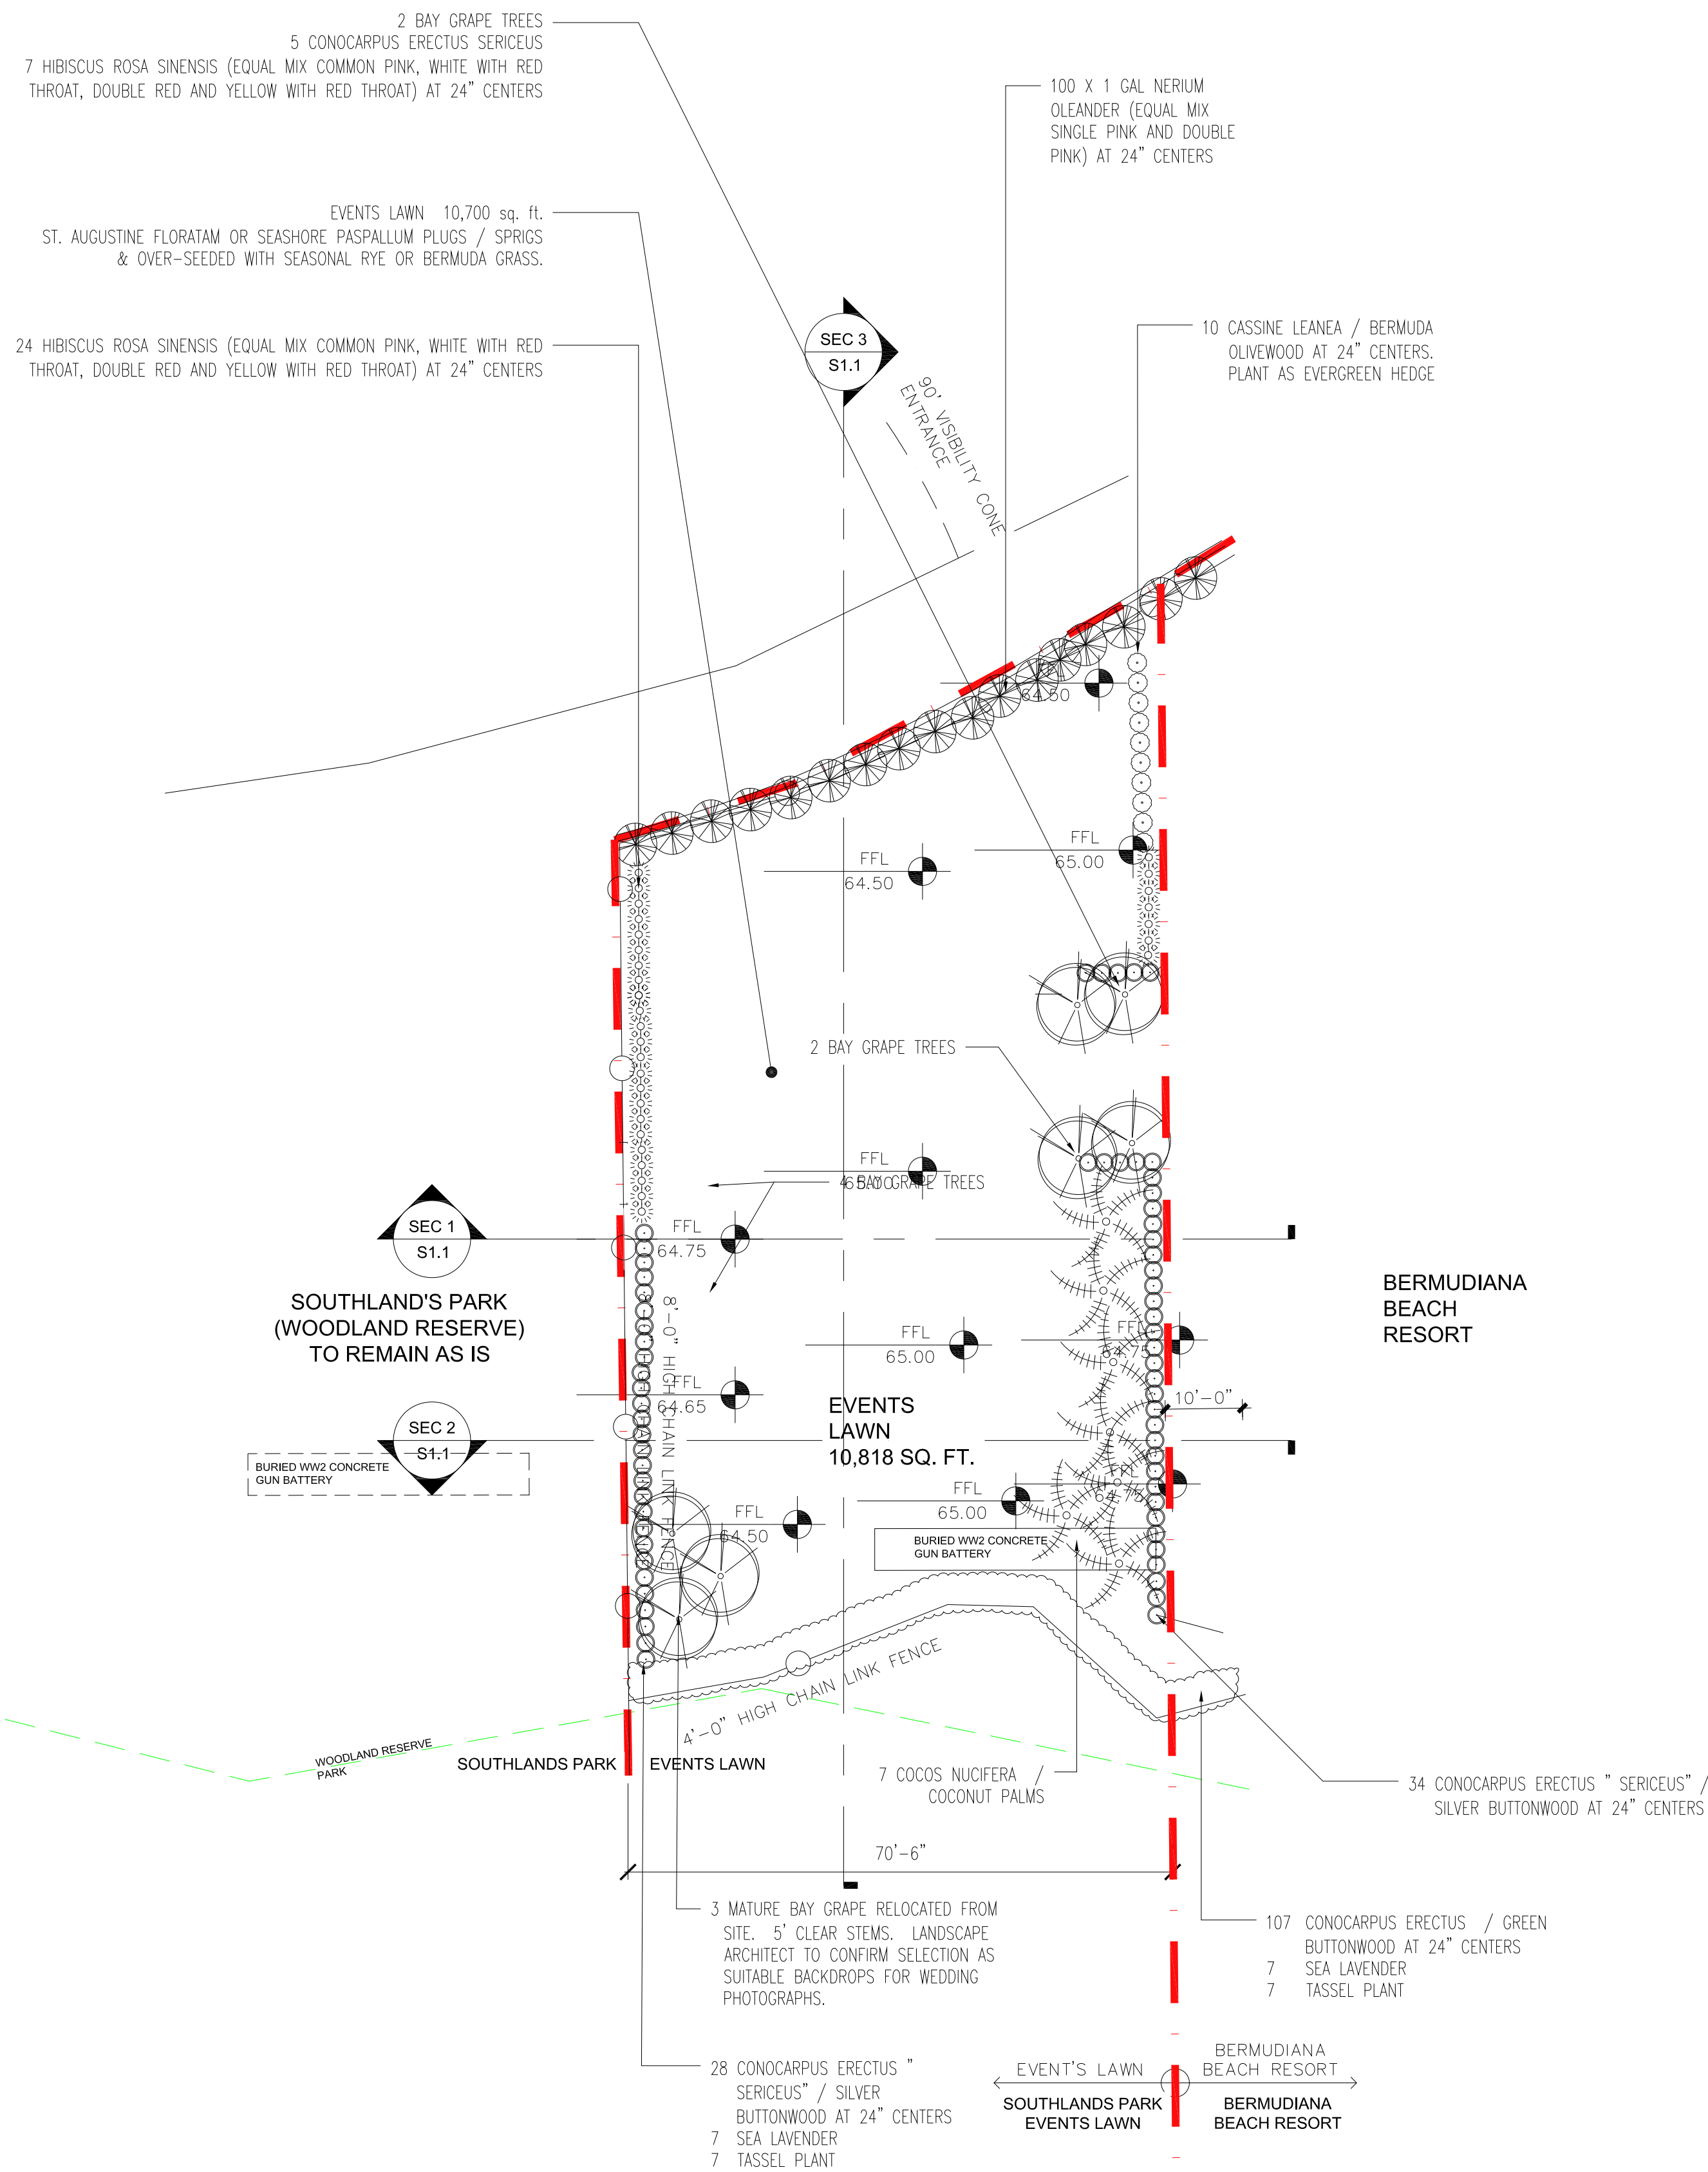 2 BAY GRAPE TREES
5 CONOCARPUS ERECTUS SERICEUS
7 HIBISCUS ROSA SINENSIS (EQUAL MIX COMMON PINK, WHITE WITH RED
THROAT, DOUBLE RED AND YELLOW WITH RED THROAT) AT 24" CENTERS
100 X 1 GAL NERIUM
OLEANDER (EQUAL MIX
SINGLE PINK AND DOUBLE
PINK) AT 24" CENTERS
EVENTS LAWN 10,700 sq. ft.
ST. AUGUSTINE FLORATAM OR SEASHORE PASPALLUM PLUGS / SPRIGS
& OVER-SEEDED WITH SEASONAL RYE OR BERMUDA GRASS.
24 HIBISCUS ROSA SINENSIS (EQUAL MIX COMMON PINK, WHITE WITH RED
THROAT, DOUBLE RED AND YELLOW WITH RED THROAT) AT 24" CENTERS
SEC 3
S1.1
10 CASSINE LEANEA / BERMUDA
OLIVEWOOD AT 24" CENTERS.
PLANT AS EVERGREEN HEDGE
90' VISIBILITY CONE
ENTRANCE
64.50
FFL
65.00
FFL
64.50
2 BAY GRAPE TREES
FFL
65.00
4 BAY GRAPE TREES
SEC 1
S1.1
FFL
64.75
SOUTHLAND'S PARK
(WOODLAND RESERVE)
TO REMAIN AS IS
BERMUDIANA
BEACH
RESORT
8'-0" HIGH CHAIN LINK FENCE
8'-0" HIGH CHAIN LINK FENCE
FFL
65.00
FFL
64.75
FFL
64.65
10'-0"
EVENTS
LAWN
10,818 SQ. FT.
SEC 2
S1.1
BURIED WW2 CONCRETE
GUN BATTERY
FFL
64.75
FFL
65.00
FFL
64.50
BURIED WW2 CONCRETE
GUN BATTERY
4'-0" HIGH CHAIN LINK FENCE
WOODLAND RESERVE
PARK
SOUTHLANDS PARK
EVENTS LAWN
7 COCOS NUCIFERA /
COCONUT PALMS
34 CONOCARPUS ERECTUS " SERICEUS" /
SILVER BUTTONWOOD AT 24" CENTERS
70'-6"
3 MATURE BAY GRAPE RELOCATED FROM
SITE. 5' CLEAR STEMS. LANDSCAPE
ARCHITECT TO CONFIRM SELECTION AS
SUITABLE BACKDROPS FOR WEDDING
PHOTOGRAPHS.
107 CONOCARPUS ERECTUS / GREEN
BUTTONWOOD AT 24" CENTERS
7 SEA LAVENDER
7 TASSEL PLANT
28 CONOCARPUS ERECTUS "
SERICEUS" / SILVER
BUTTONWOOD AT 24" CENTERS
7 SEA LAVENDER
7 TASSEL PLANT
EVENT'S LAWN
BERMUDIANA
BEACH RESORT
SOUTHLANDS PARK
EVENTS LAWN
BERMUDIANA
BEACH RESORT